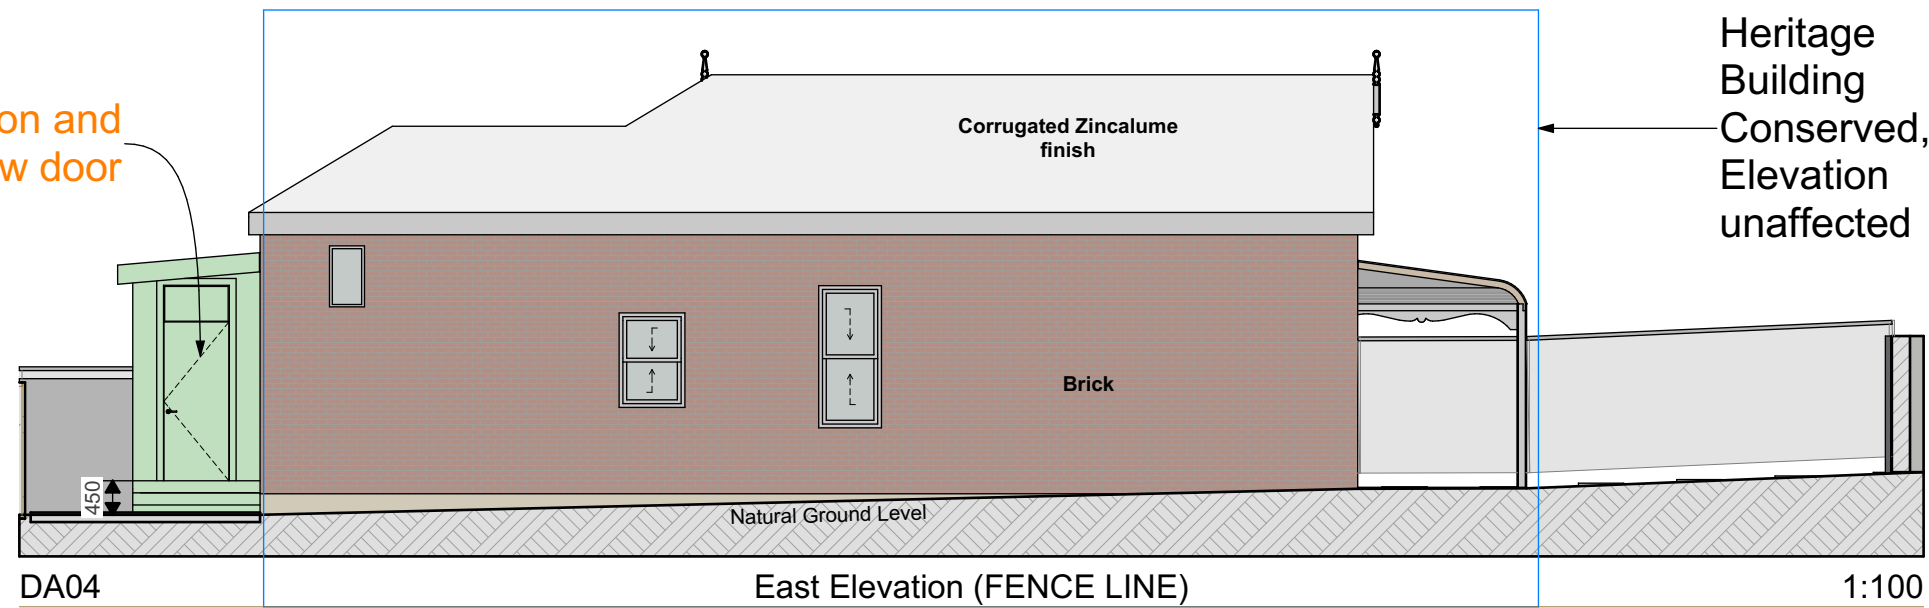 Heritage
Building
Conserved,
Elevation
unaffected
on and
w door
Corrugated Zincalume
finish
Brick
450
Natural Ground Level
DA04
East Elevation (FENCE LINE)
1:100